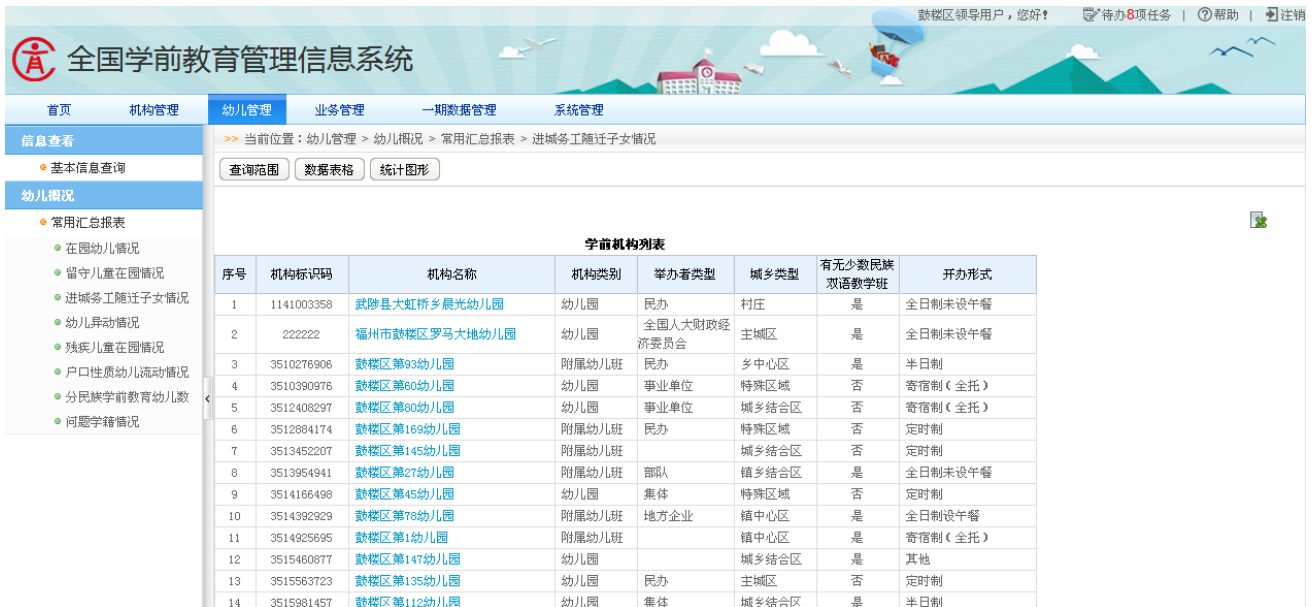 鼓楼区领导用户，您好！ 待办8项任务 | 帮助 | 注销
全国学前教育管理信息系统
首页 机构管理 幼儿管理 业务管理 一期数据管理 系统管理
信息查看
基本信息查询
幼儿概况
常用汇总报表
在园幼儿情况
留守儿童在园情况
进城务工随迁子女情况
幼儿异动情况
残疾儿童在园情况
户口性质幼儿流动情况
分民族学前教育幼儿数
问题学籍情况
>> 当前位置：幼儿管理 > 幼儿概况 > 常用汇总报表 > 进城务工随迁子女情况
查询范围 数据表格 统计图形
学前机构列表
序号 机构标识码 机构名称 机构类别 举办者类型 城乡类型 有无少数民族双语教学班 开办形式
1 1141003358 武陟县大虹桥乡晨光幼儿园 幼儿园 民办 村庄 是 全日制未设午餐
2 222222 福州市鼓楼区罗马大地幼儿园 幼儿园 全国人大财政经济委员会 主城区 是 全日制未设午餐
3 3510276906 鼓楼区第93幼儿园 附属幼儿班 民办 乡中心区 是 半日制
4 3510390976 鼓楼区第60幼儿园 幼儿园 事业单位 特殊区域 否 寄宿制(全托)
5 3512408297 鼓楼区第80幼儿园 幼儿园 事业单位 城乡结合区 否 寄宿制(全托)
6 3512884174 鼓楼区第169幼儿园 附属幼儿班 民办 特殊区域 否 定时制
7 3513452207 鼓楼区第145幼儿园 附属幼儿班 城乡结合区 否 定时制
8 3513954941 鼓楼区第27幼儿园 附属幼儿班 部队 镇乡结合区 是 全日制未设午餐
9 3514166498 鼓楼区第45幼儿园 幼儿园 集体 特殊区域 否 定时制
10 3514392929 鼓楼区第78幼儿园 附属幼儿班 地方企业 镇中心区 是 全日制设午餐
11 3514925695 鼓楼区第1幼儿园 附属幼儿班 镇中心区 是 寄宿制(全托)
12 3515460877 鼓楼区第147幼儿园 幼儿园 城乡结合区 是 其他
13 3515563723 鼓楼区第135幼儿园 幼儿园 民办 主城区 否 定时制
14 3515981457 鼓楼区第112幼儿园 幼儿园 集体 城乡结合区 是 半日制